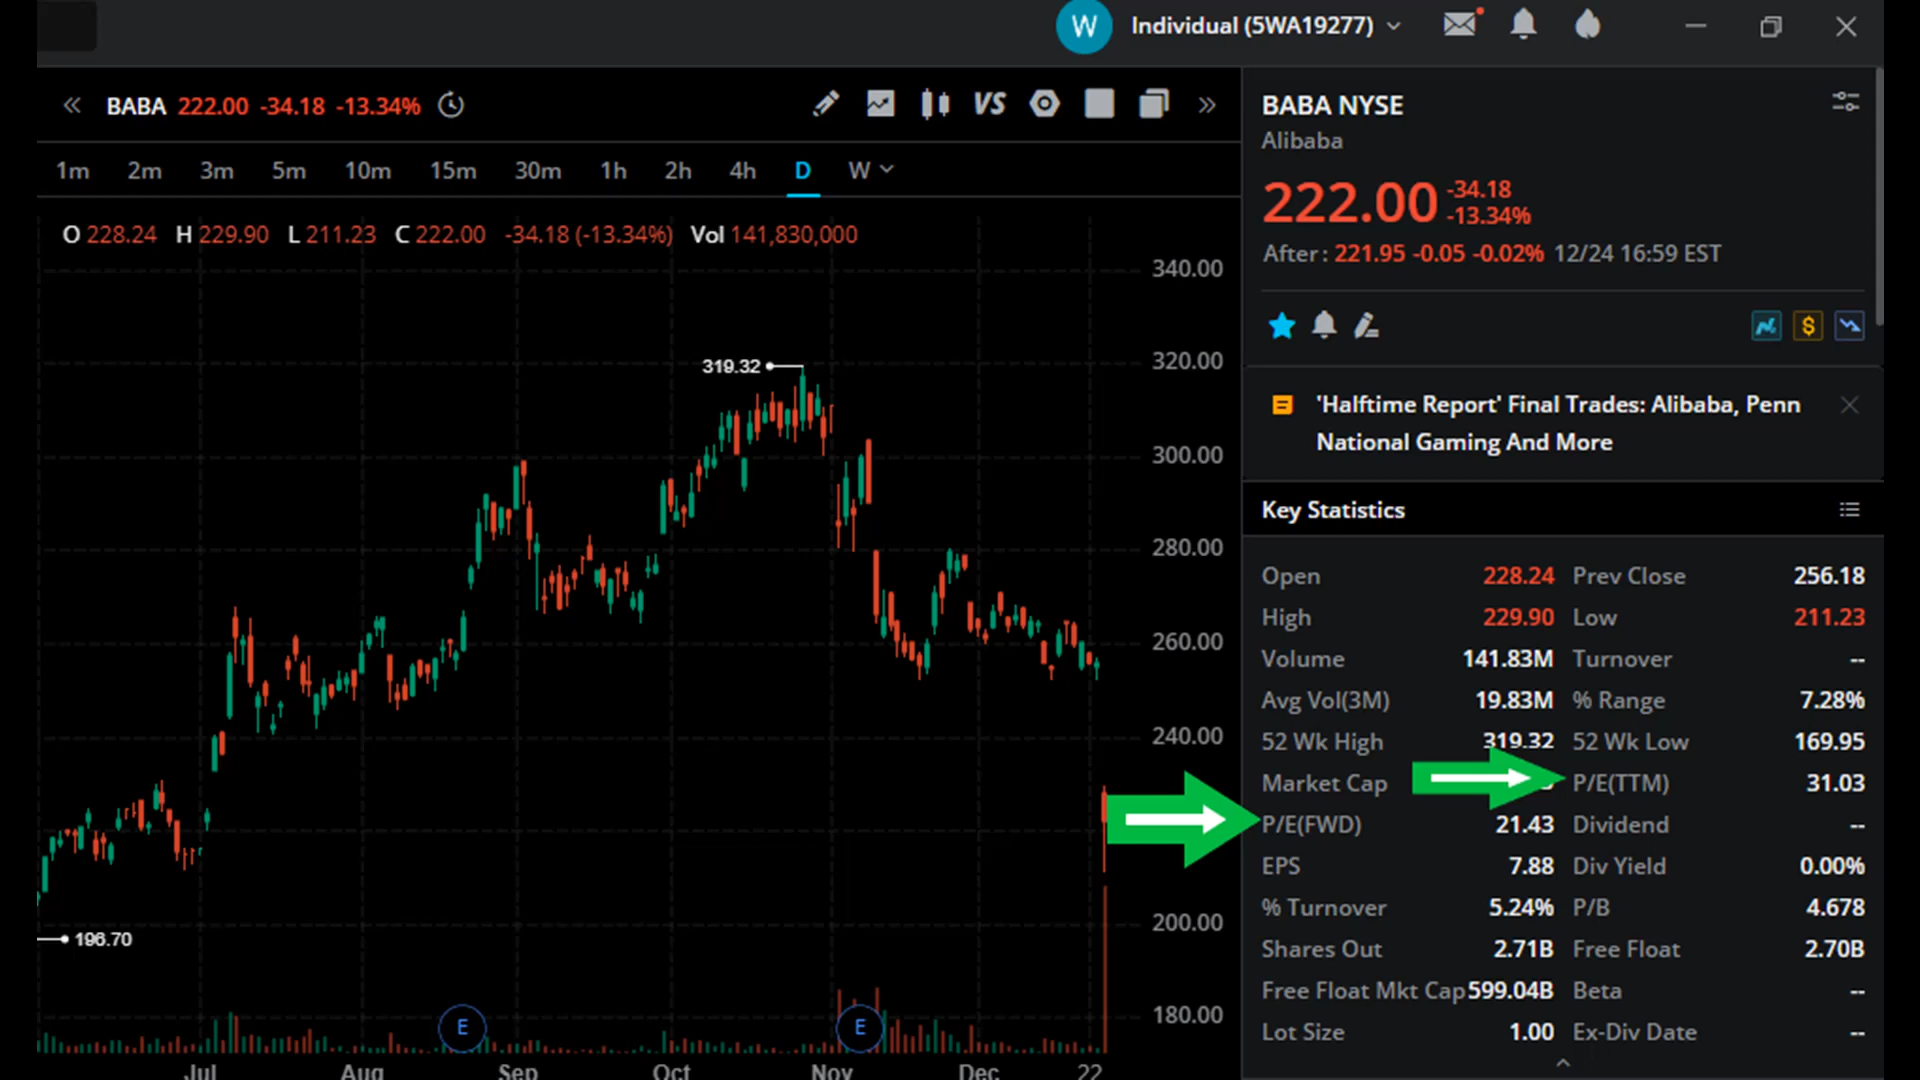 W Individual (5WA19277)
BABA 222.00 -34.18 -13.34%
VS
1m 2m 3m 5m 10m 15m 30m 1h 2h 4h D W
O 228.24 H 229.90 L 211.23 C 222.00 -34.18 (-13.34%) Vol 141,830,000
340.00
320.00
319.32
300.00
280.00
260.00
240.00
200.00
196.70
180.00
E E
Jul Aug Sep Oct Nov Dec 22
BABA NYSE
Alibaba
222.00 -34.18
-13.34%
After: 221.95 -0.05 -0.02% 12/24 16:59 EST
$
'Halftime Report' Final Trades: Alibaba, Penn
National Gaming And More
Key Statistics
Open 228.24 Prev Close 256.18
High 229.90 Low 211.23
Volume 141.83M Turnover --
Avg Vol(3M) 19.83M % Range 7.28%
52 Wk High 319.32 52 Wk Low 169.95
Market Cap P/E(TTM) 31.03
P/E(FWD) 21.43 Dividend --
EPS 7.88 Div Yield 0.00%
% Turnover 5.24% P/B 4.678
Shares Out 2.71B Free Float 2.70B
Free Float Mkt Cap 599.04B Beta --
Lot Size 1.00 Ex-Div Date --